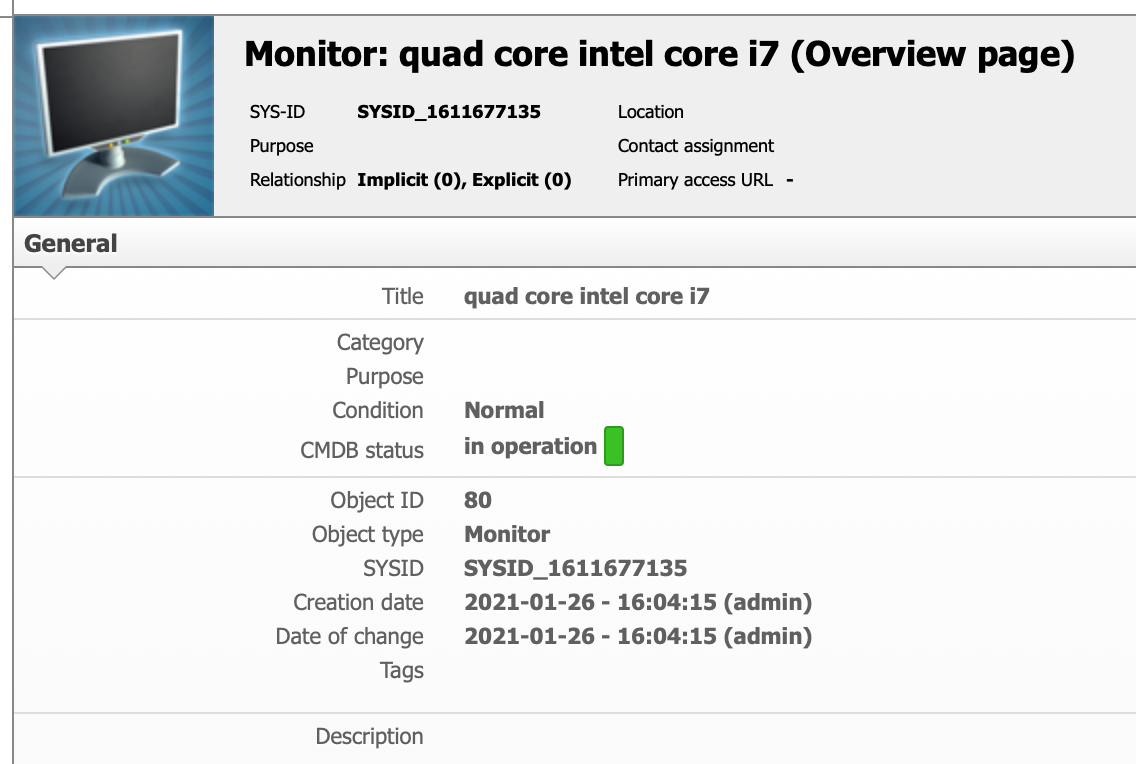 Monitor: quad core intel core i7 (Overview page)
SYS-ID SYSID_1611677135 Location
Purpose Contact assignment
Relationship Implicit (0), Explicit (0) Primary access URL -
General
Title quad core intel core i7
Category
Purpose
Condition Normal
CMDB status in operation
Object ID 80
Object type Monitor
SYSID SYSID_1611677135
Creation date 2021-01-26 - 16:04:15 (admin)
Date of change 2021-01-26 - 16:04:15 (admin)
Tags
Description